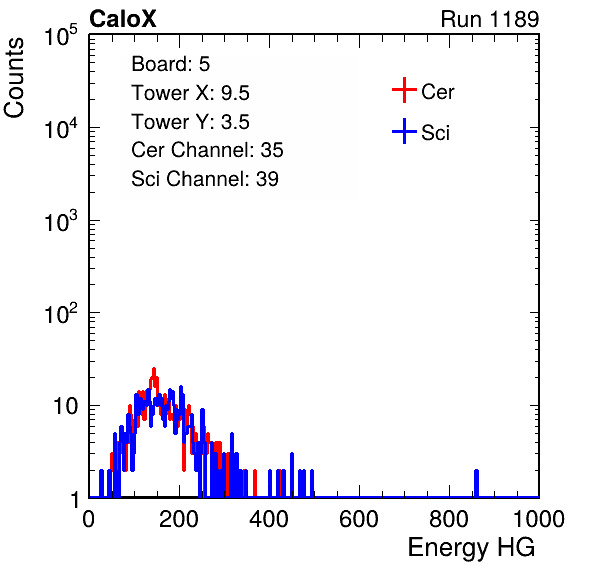 CaloX Run 1189
Counts
Board: 5
Tower X: 9.5
Tower Y: 3.5
Cer Channel: 35
Sci Channel: 39
Cer
Sci
10^5
10^4
10^3
10^2
10
1
0 200 400 600 800 1000
Energy HG